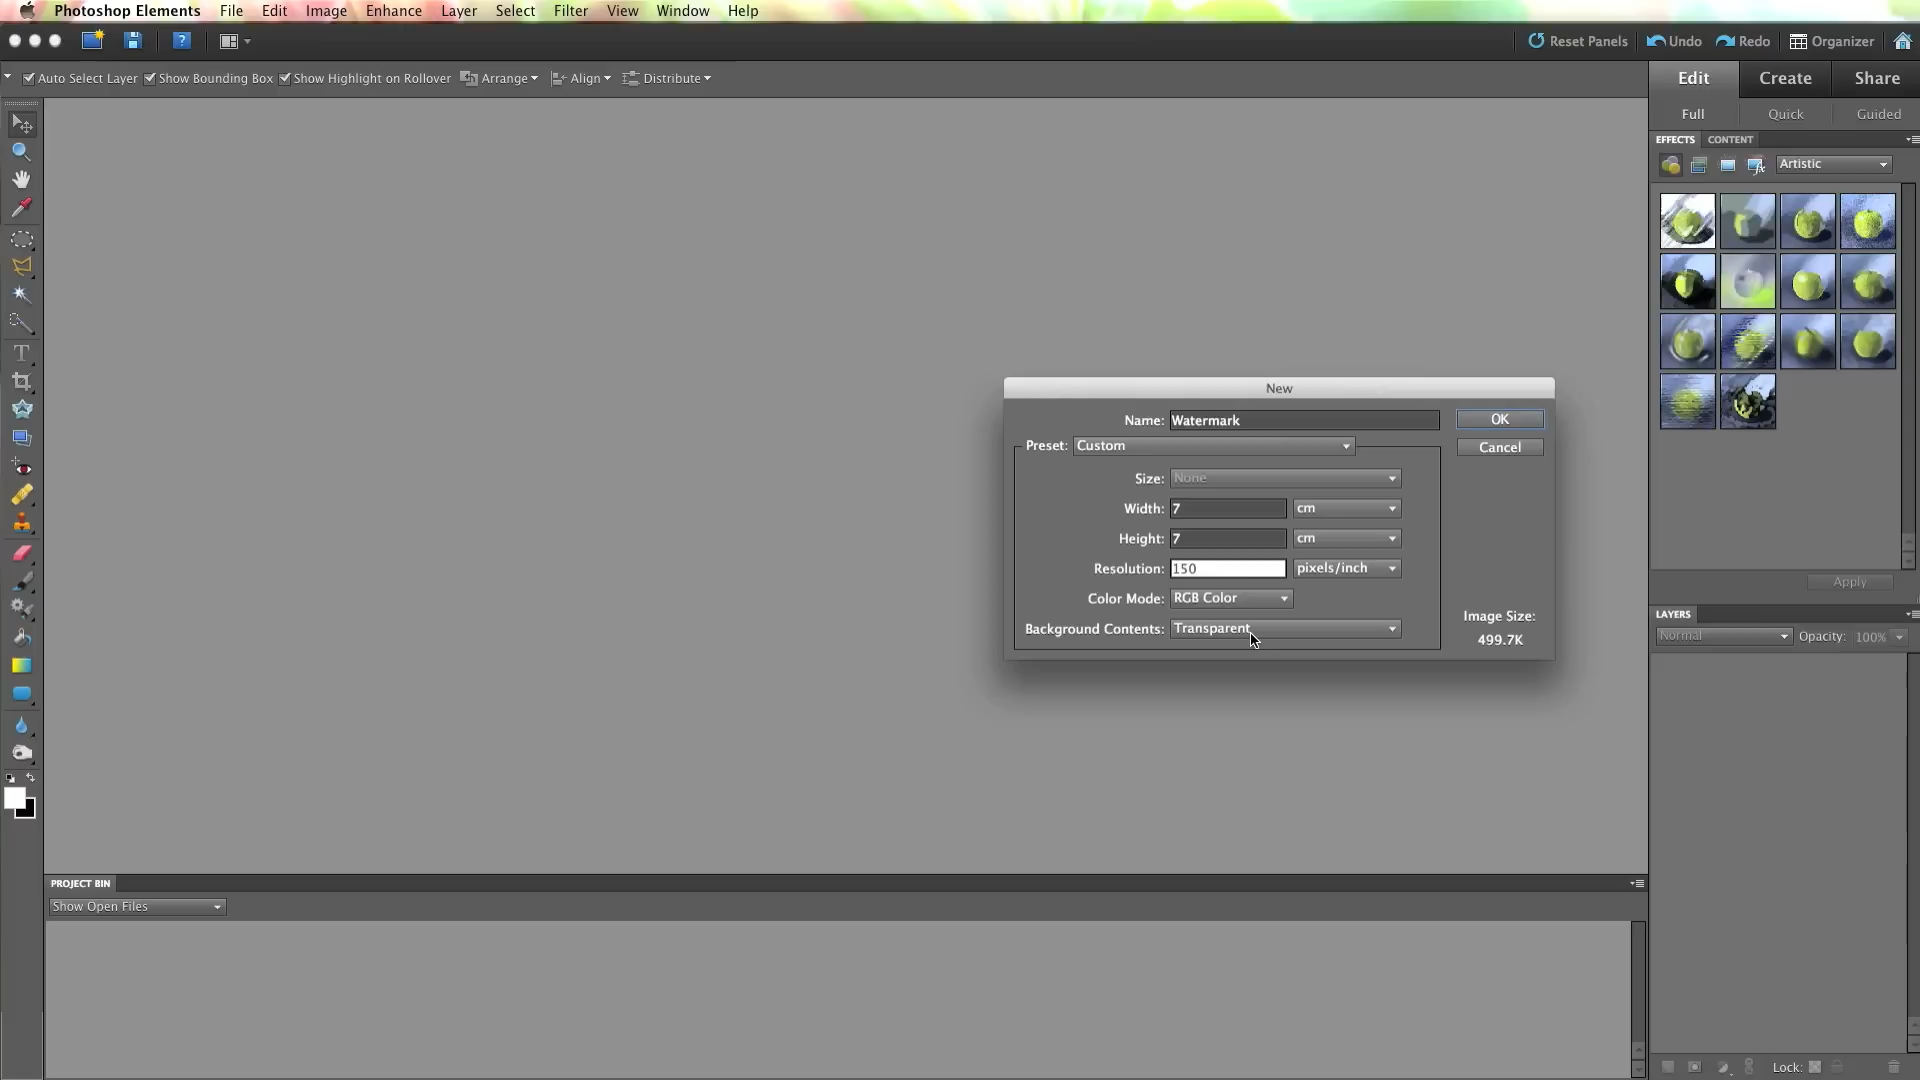 Photoshop Elements File Edit Image Enhance Layer Select Filter View Window Help
? Reset Panels Undo Redo Organizer
Auto Select Layer Show Bounding Box Show Highlight on Rollover Arrange Align Distribute
Edit Create Share
Full Quick Guided
EFFECTS CONTENT
Artistic
New
Name: Watermark OK
Preset: Custom Cancel
Size: None
Width: 7 cm
Height: 7 cm
Resolution: 150 pixels/inch
Color Mode: RGB Color
Background Contents: Transparent
Image Size:
499.7K
Apply
LAYERS
Normal Opacity: 100%
PROJECT BIN
Show Open Files
Lock: